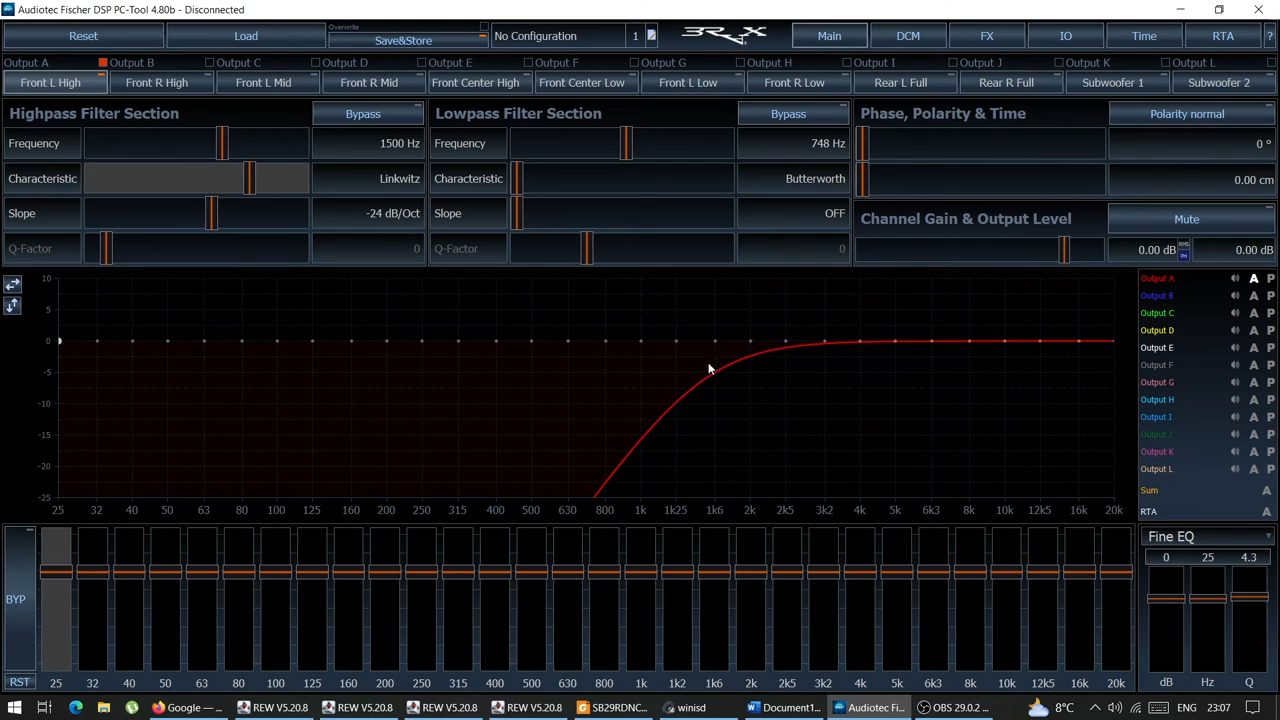 Audiotec Fischer DSP PC-Tool 4.80b - Disconnected
Reset Load Overwrite Save&Store No Configuration 1 Main DCM FX IO Time RTA ?
Output A Output B Output C Output D Output E Output F Output G Output H Output I Output J Output K Output L
Front L High Front R High Front L Mid Front R Mid Front Center High Front Center Low Front L Low Front R Low Rear L Full Rear R Full Subwoofer 1 Subwoofer 2
Highpass Filter Section Bypass Lowpass Filter Section Bypass Phase, Polarity & Time Polarity normal
Frequency 1500 Hz Frequency 748 Hz 0 °
Characteristic Linkwitz Characteristic Butterworth 0.00 cm
Slope -24 dB/Oct Slope OFF Channel Gain & Output Level Mute
Q-Factor 0 Q-Factor 0 0.00 dB RMS PH 0.00 dB
10
5
0
-5
-10
-15
-20
-25
25 32 40 50 63 80 100 125 160 200 250 315 400 500 630 800 1k 1k25 1k6 2k 2k5 3k2 4k 5k 6k3 8k 10k 12k5 16k 20k
Output A A P
Output B A P
Output C A P
Output D A P
Output E A P
Output F A P
Output G A P
Output H A P
Output I A P
Output J A P
Output K A P
Output L A P
Sum A
RTA A
BYP
RST
25 32 40 50 63 80 100 125 160 200 250 315 400 500 630 800 1k 1k2 1k6 2k 2k5 3k2 4k 5k 6k3 8k 10k 12k 16k 20k
Fine EQ
0 25 4.3
dB Hz Q
Google — ... REW V5.20.8 REW V5.20.8 REW V5.20.8 SB29RDNC... winisd Document1... Audiotec Fi... OBS 29.0.2 ... 8°C ENG 23:07